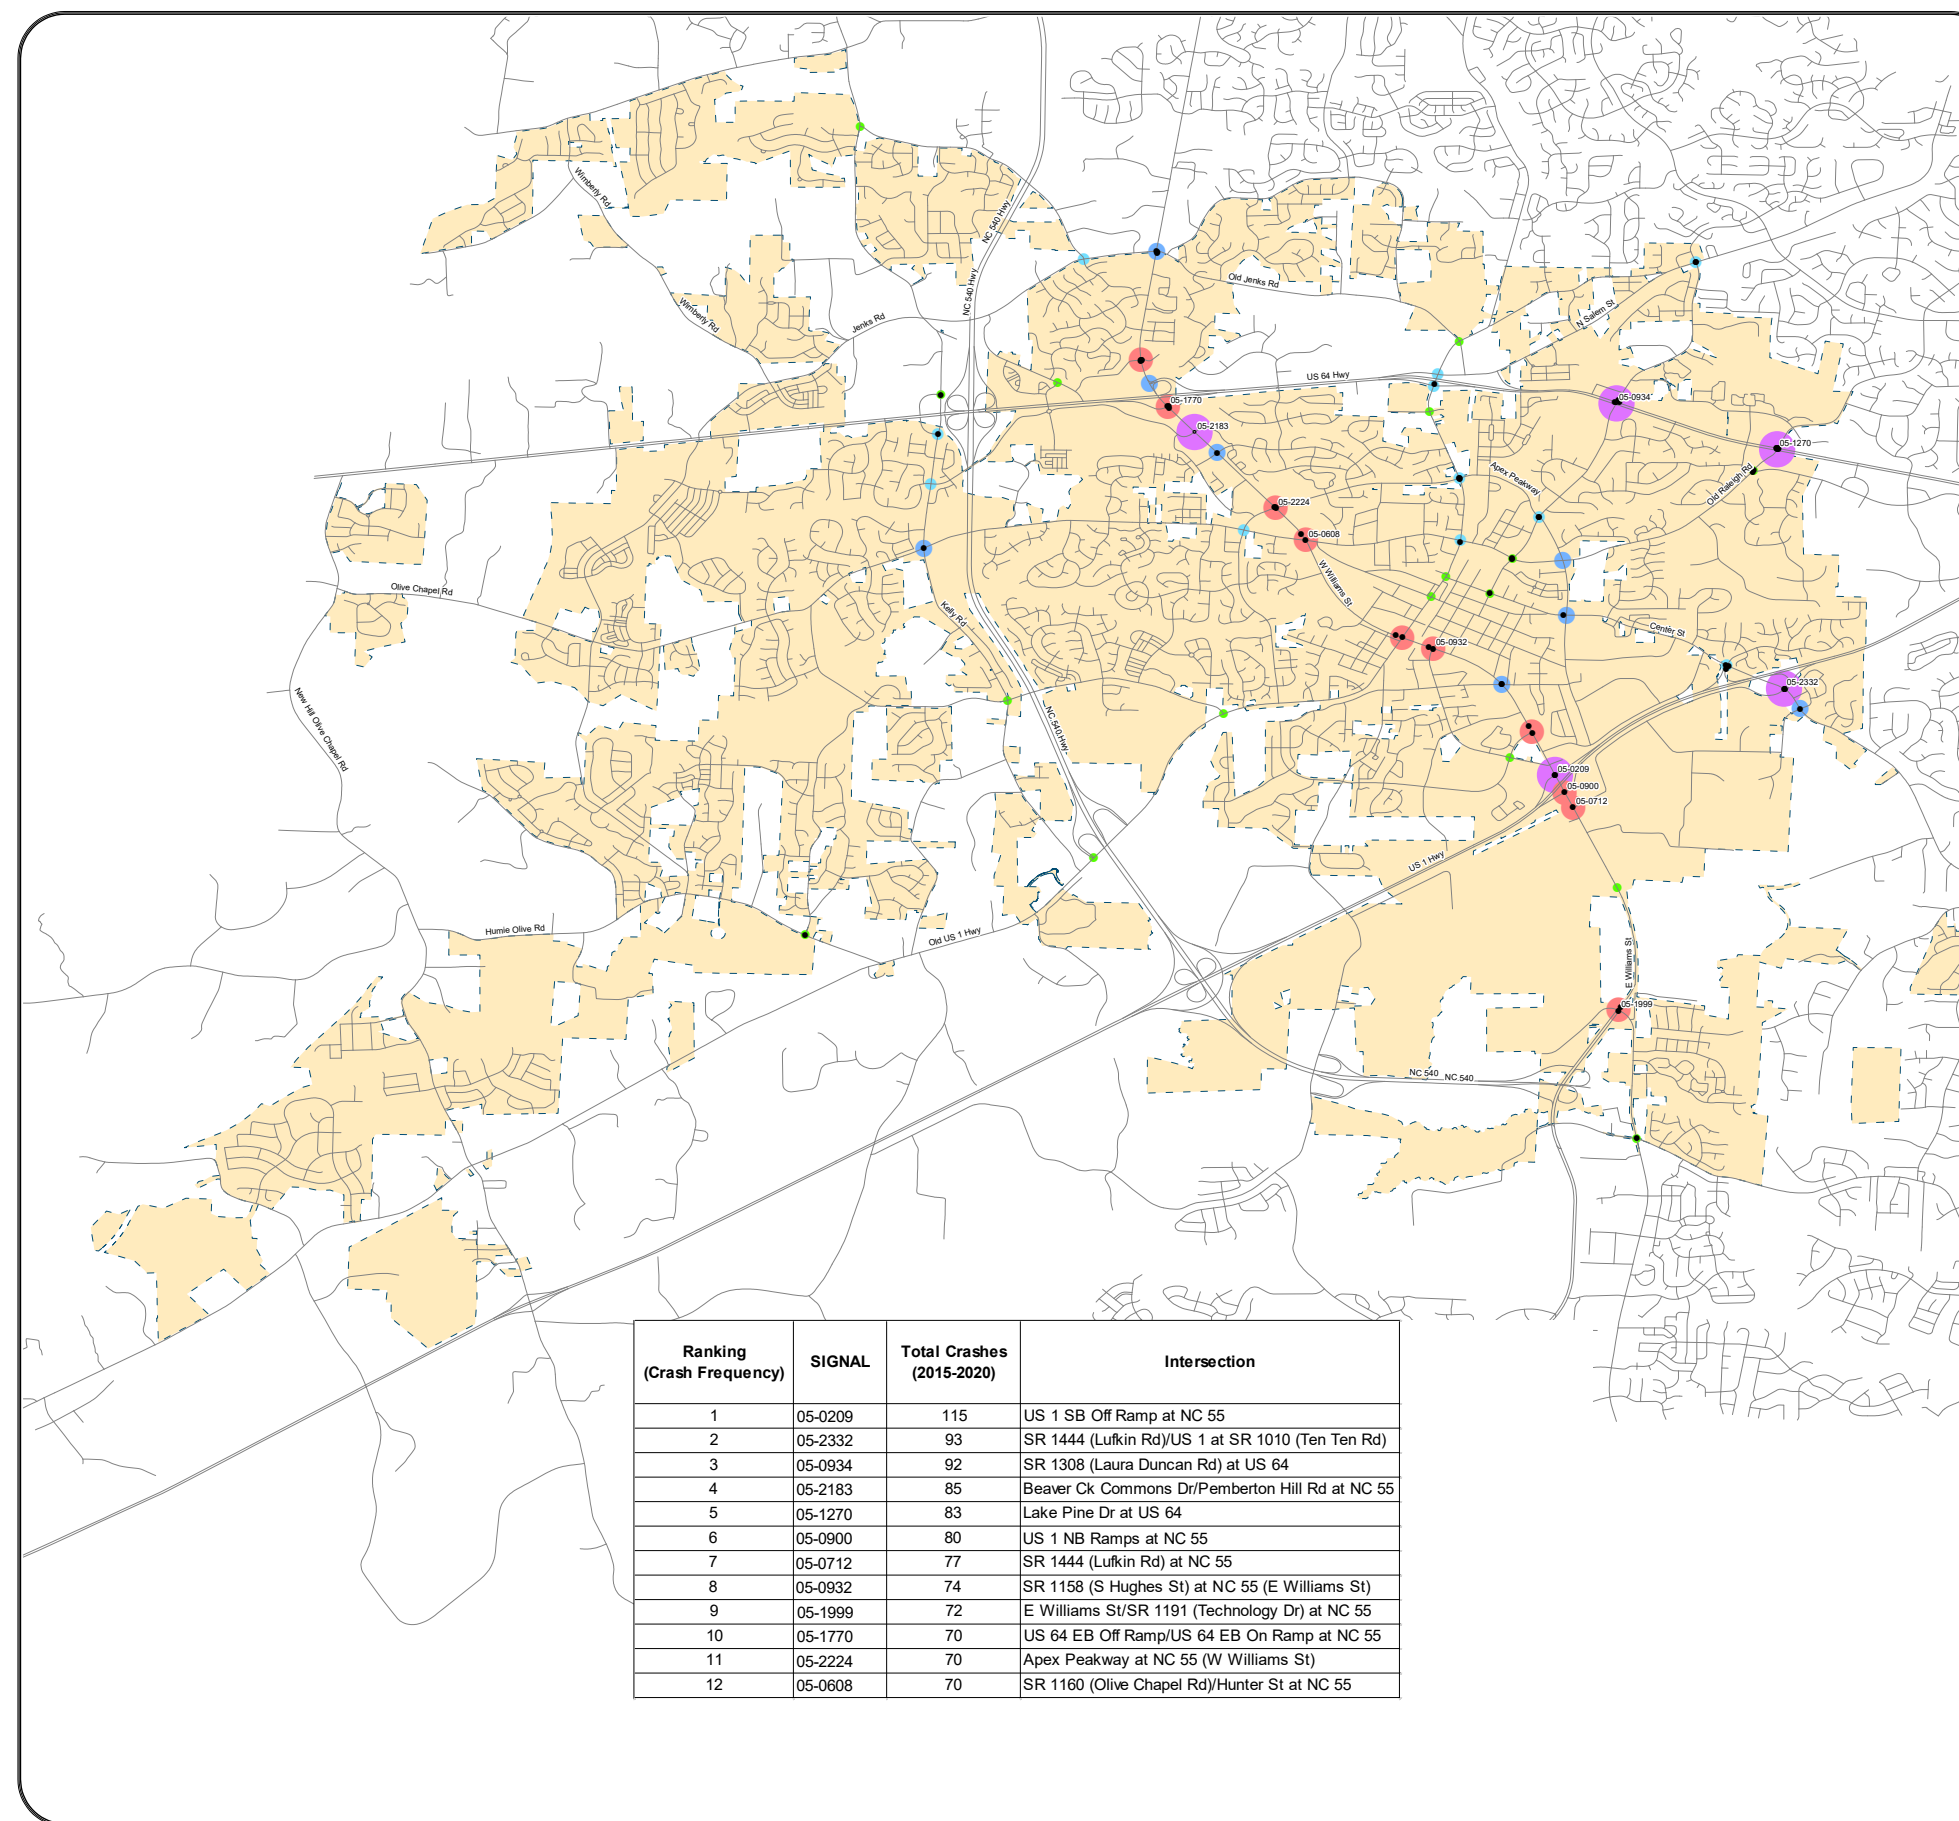 Wimberly Rd
NC 540 Hwy
Old Jenks Rd
NC 540 Hwy
Wimberly Rd
Jenks Rd
N Salem St
US 64 Hwy
05-1770
05-0934
05-2183
05-1270
Apex Peakway
Old Raleigh Rd
05-2224
05-0608
Olive Chapel Rd
W Williams St
Kelly Rd
Center St
05-0932
05-2332
New Hill Olive Chapel Rd
NC 540 Hwy
05-0209
05-0900
05-0712
US 1 Hwy
Humie Olive Rd
Old US 1 Hwy
E Williams St
05-1999
NC 540 NC 540
Ranking (Crash Frequency) SIGNAL Total Crashes (2015-2020) Intersection
1 05-0209 115 US 1 SB Off Ramp at NC 55
2 05-2332 93 SR 1444 (Lufkin Rd)/US 1 at SR 1010 (Ten Ten Rd)
3 05-0934 92 SR 1308 (Laura Duncan Rd) at US 64
4 05-2183 85 Beaver Ck Commons Dr/Pemberton Hill Rd at NC 55
5 05-1270 83 Lake Pine Dr at US 64
6 05-0900 80 US 1 NB Ramps at NC 55
7 05-0712 77 SR 1444 (Lufkin Rd) at NC 55
8 05-0932 74 SR 1158 (S Hughes St) at NC 55 (E Williams St)
9 05-1999 72 E Williams St/SR 1191 (Technology Dr) at NC 55
10 05-1770 70 US 64 EB Off Ramp/US 64 EB On Ramp at NC 55
11 05-2224 70 Apex Peakway at NC 55 (W Williams St)
12 05-0608 70 SR 1160 (Olive Chapel Rd)/Hunter St at NC 55